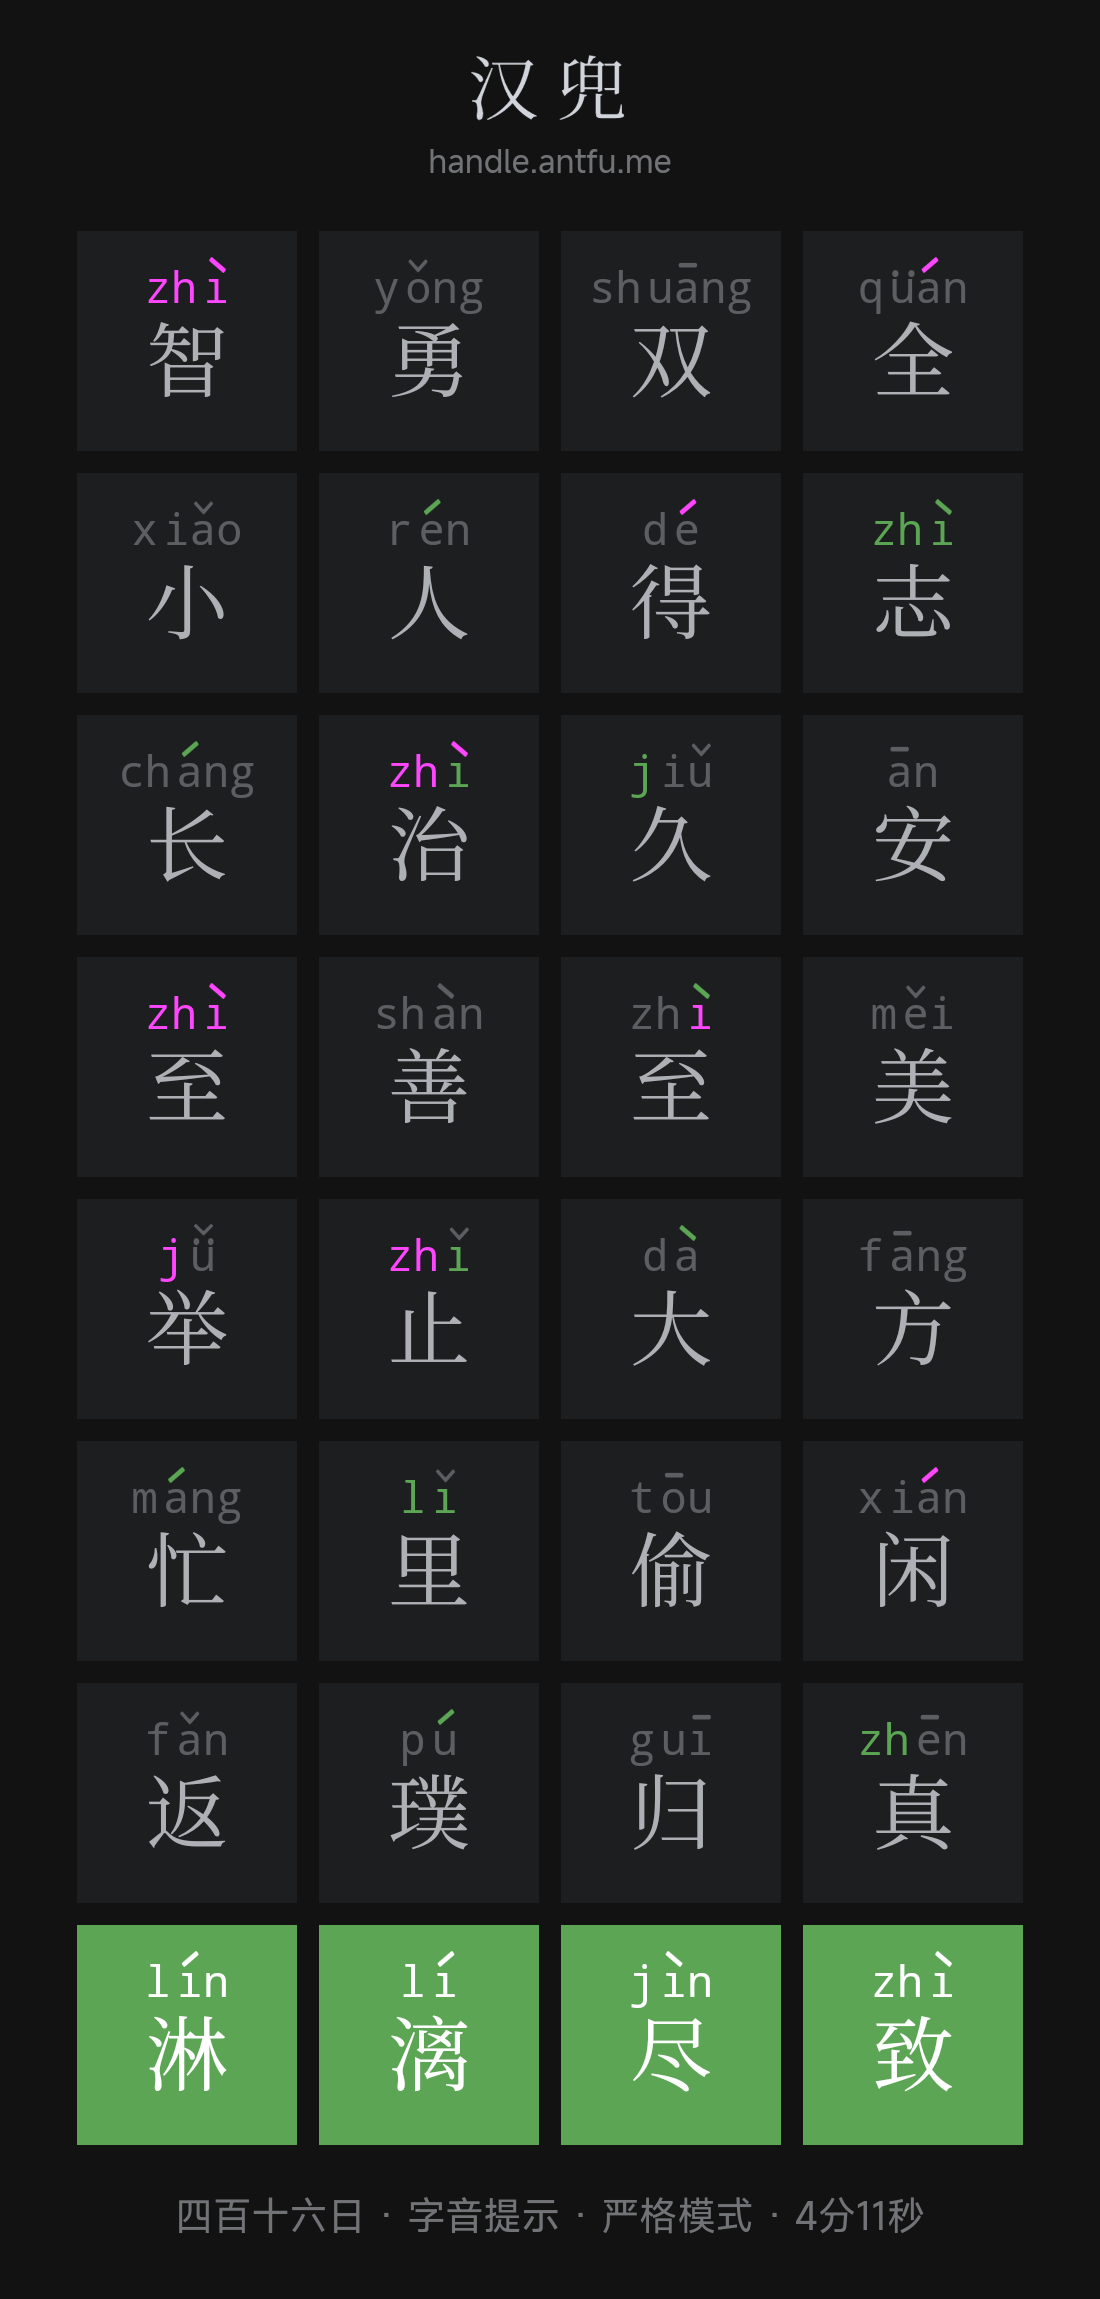 汉兜
handle.antfu.me
zhì yǒng shuāng qüán
智 勇 双 全
xiǎo rén dé zhì
小 人 得 志
cháng zhì jiǔ ān
长 治 久 安
zhì shàn zhì měi
至 善 至 美
jǚ zhǐ dà fāng
举 止 大 方
máng lǐ tōu xián
忙 里 偷 闲
fǎn pú guī zhēn
返 璞 归 真
lín lí jìn zhì
淋 漓 尽 致
四百十六日 · 字音提示 · 严格模式 · 4分11秒